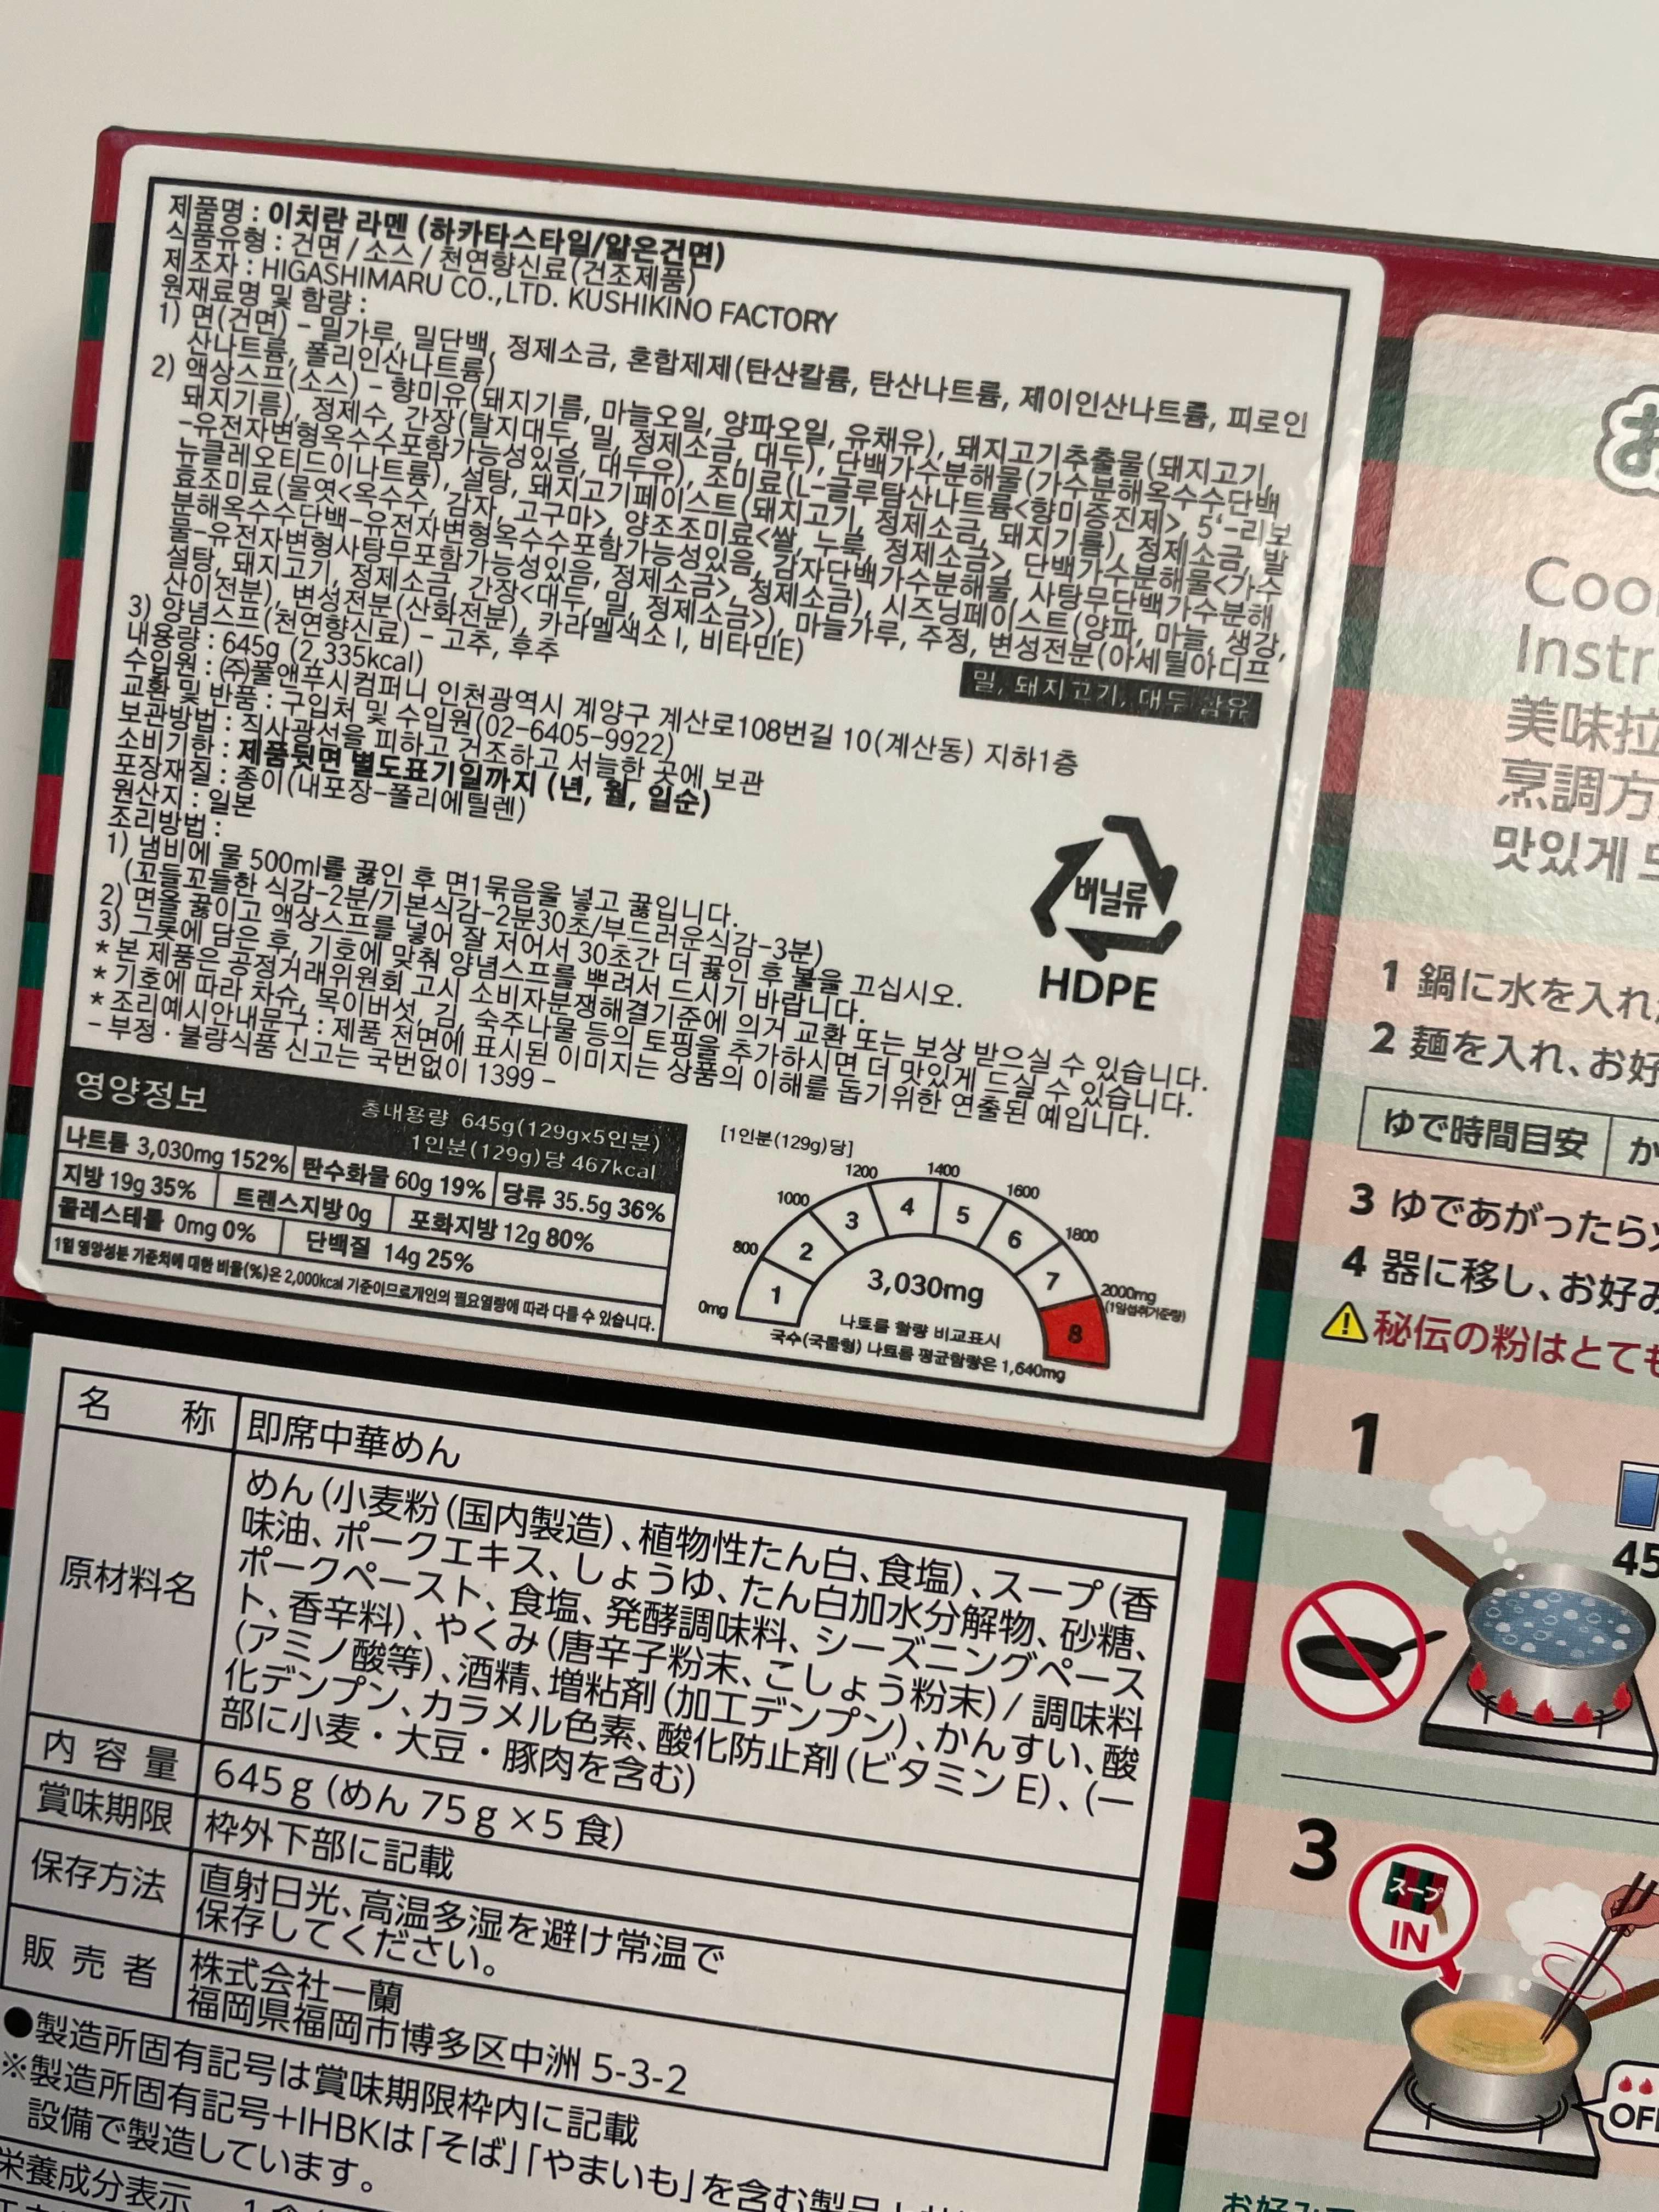 제품명 : 이치란 라멘 (하카타스타일/얇은건면)
식품유형 : 건면 / 소스 / 천연향신료(건조제품)
제조자 : HIGASHIMARU CO.,LTD. KUSHIKINO FACTORY
원재료명 및 함량 :
1) 면(건면) - 밀가루, 밀단백, 정제소금, 혼합제제(탄산칼륨, 탄산나트륨, 제이인산나트륨, 피로인
산나트륨, 폴리인산나트륨)
2) 액상스프(소스) - 향미유(돼지기름, 마늘오일, 양파오일, 유채유), 돼지고기추출물(돼지고기,
돼지기름), 정제수, 간장(탈지대두, 밀, 정제소금, 대두), 단백가수분해물(가수분해옥수수단백
-유전자변형옥수수포함가능성있음, 대두유), 조미료(L-글루탐산나트륨<향미증진제>, 5'-리보
뉴클레오티드이나트륨), 설탕, 돼지고기페이스트(돼지고기, 정제소금, 돼지기름), 정제소금, 발
효조미료(물엿<옥수수, 감자, 고구마>, 양조조미료<쌀, 누룩, 정제소금>, 단백가수분해물<가수
분해옥수수단백-유전자변형옥수수포함가능성있음, 감자단백가수분해물, 사탕무단백가수분해
물-유전자변형사탕무포함가능성있음, 정제소금>, 정제소금), 시즈닝페이스트(양파, 마늘, 생강,
설탕, 돼지고기, 정제소금, 간장<대두, 밀, 정제소금>), 마늘가루, 주정, 변성전분(아세틸아디프
산이전분), 변성전분(산화전분), 카라멜색소 I, 비타민E)
3) 양념스프(천연향신료) - 고추, 후추
밀, 돼지고기, 대두 함유
내용량 : 645g (2,335kcal)
수입원 : (주)풀앤푸시컴퍼니 인천광역시 계양구 계산로108번길 10(계산동) 지하1층
교환 및 반품 : 구입처 및 수입원(02-6405-9922)
보관방법 : 직사광선을 피하고 건조하고 서늘한 곳에 보관
소비기한 : 제품뒷면 별도표기일까지 (년, 월, 일순)
포장재질 : 종이(내포장-폴리에틸렌)
원산지 : 일본
조리방법 :
1) 냄비에 물 500ml를 끓인 후 면1묶음을 넣고 끓입니다.
(꼬들꼬들한 식감-2분/기본식감-2분30초/부드러운식감-3분)
2) 면을 끓이고 액상스프를 넣어 잘 저어서 30초간 더 끓인 후 불을 끄십시오.
3) 그릇에 담은 후, 기호에 맞춰 양념스프를 뿌려서 드시기 바랍니다.
* 본 제품은 공정거래위원회 고시 소비자분쟁해결기준에 의거 교환 또는 보상 받으실 수 있습니다.
* 기호에 따라 차슈, 목이버섯, 김, 숙주나물 등의 토핑을 추가하시면 더 맛있게 드실 수 있습니다.
* 조리예시안내문구 : 제품 전면에 표시된 이미지는 상품의 이해를 돕기위한 연출된 예입니다.
- 부정 · 불량식품 신고는 국번없이 1399 -
비닐류
HDPE
영양정보
총내용량 645g(129gx5인분)
1인분(129g)당 467kcal
나트륨 3,030mg 152% 탄수화물 60g 19% 당류 35.5g 36%
지방 19g 35% 트랜스지방 0g 포화지방 12g 80%
콜레스테롤 0mg 0% 단백질 14g 25%
1일 영양성분 기준치에 대한 비율(%)은 2,000kcal 기준이므로개인의 필요열량에 따라 다를 수 있습니다.
[1인분(129g)당]
0mg 800 1000 1200 1400 1600 1800 2000mg
(1일섭취기준량)
1 2 3 4 5 6 7 8
3,030mg
나트륨 함량 비교표시
국수(국물형) 나트륨 평균함량은 1,640mg
名 称 即席中華めん
原材料名
めん(小麦粉(国内製造)、植物性たん白、食塩)、スープ(香
味油、ポークエキス、しょうゆ、たん白加水分解物、砂糖、
ポークペースト、食塩、発酵調味料、シーズニングペース
ト、香辛料)、やくみ(唐辛子粉末、こしょう粉末) / 調味料
(アミノ酸等)、酒精、増粘剤(加工デンプン)、かんすい、酸
化デンプン、カラメル色素、酸化防止剤(ビタミンE)、(一
部に小麦・大豆・豚肉を含む)
内 容 量 645g (めん 75g×5 食)
賞味期限 枠外下部に記載
保存方法 直射日光、高温多湿を避け常温で
保存してください。
販 売 者 株式会社一蘭
福岡県福岡市博多区中洲 5-3-2
●製造所固有記号は賞味期限枠内に記載
※製造所固有記号+IHBKは「そば」「やまいも」を含む製品
設備で製造しています。
栄養成分表示
お
Coo
Instr
美味拉
烹調方
맛있게
1 鍋に水を入れ
2 麺を入れ、お好
ゆで時間目安 か
3 ゆであがったら
4 器に移し、お好み
秘伝の粉はとても
1
45
3
スープ
IN
OF
お好み